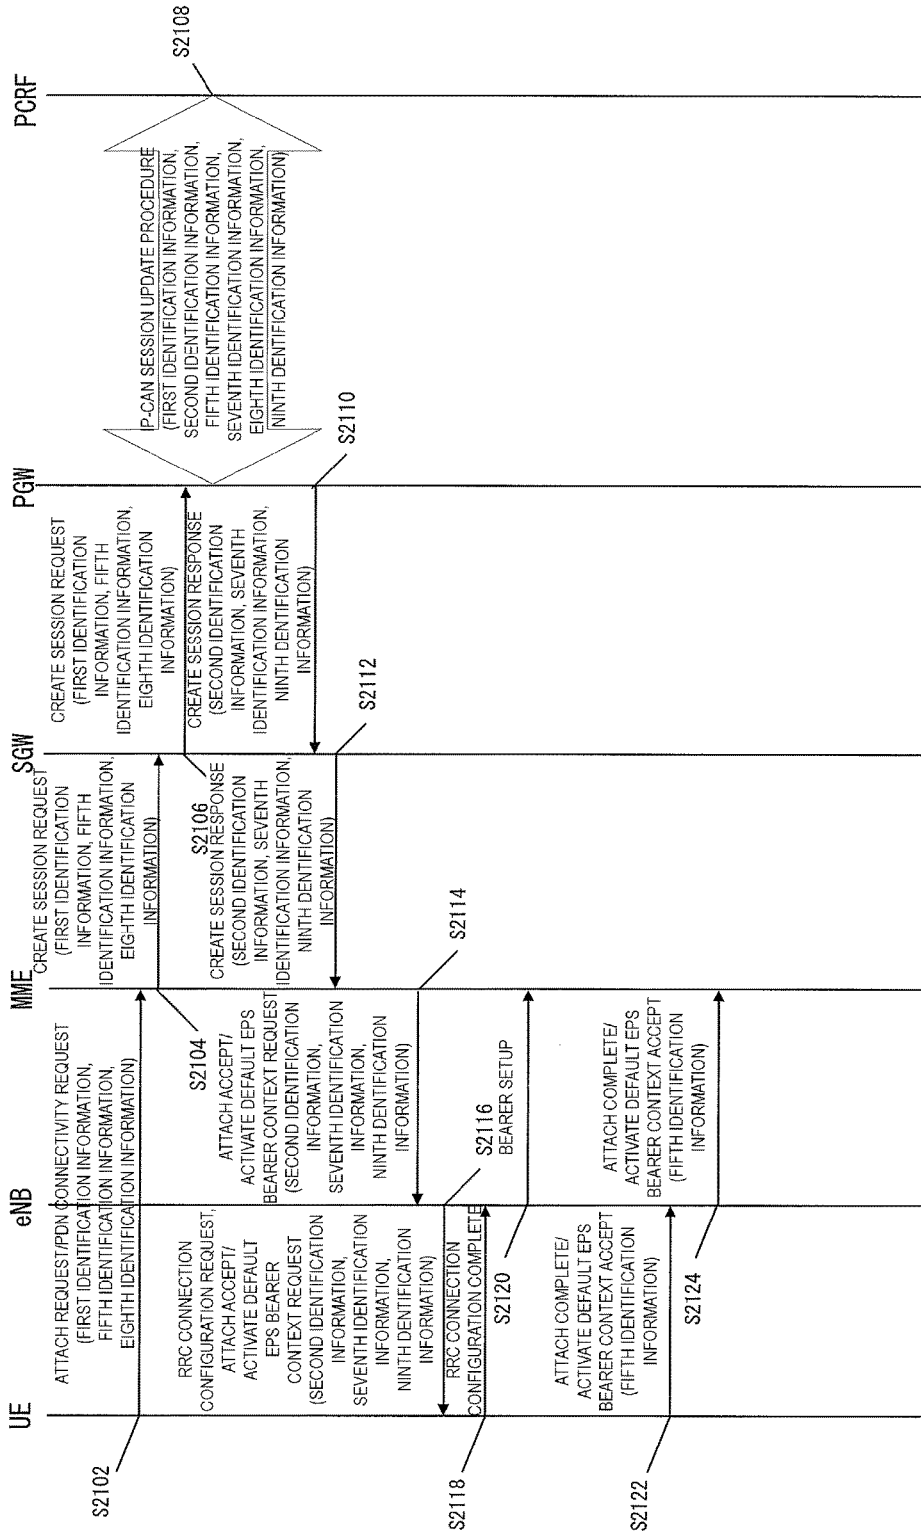 UE
eNB
MME
SGW
PGW
PCRF
ATTACH REQUEST/PDN CONNECTIVITY REQUEST
(FIRST IDENTIFICATION INFORMATION,
FIFTH IDENTIFICATION INFORMATION,
EIGHTH IDENTIFICATION INFORMATION)
S2102
CREATE SESSION REQUEST
(FIRST IDENTIFICATION
INFORMATION, FIFTH
IDENTIFICATION INFORMATION,
EIGHTH IDENTIFICATION
INFORMATION)
S2104
CREATE SESSION REQUEST
(FIRST IDENTIFICATION
INFORMATION, FIFTH
IDENTIFICATION INFORMATION,
EIGHTH IDENTIFICATION
INFORMATION)
S2106
IP-CAN SESSION UPDATE PROCEDURE
(FIRST IDENTIFICATION INFORMATION,
SECOND IDENTIFICATION INFORMATION,
FIFTH IDENTIFICATION INFORMATION,
SEVENTH IDENTIFICATION INFORMATION,
EIGHTH IDENTIFICATION INFORMATION,
NINTH DENTIFICATION INFORMATION)
S2108
CREATE SESSION RESPONSE
(SECOND IDENTIFICATION
INFORMATION, SEVENTH
IDENTIFICATION INFORMATION,
NINTH DENTIFICATION
INFORMATION)
S2110
CREATE SESSION RESPONSE
(SECOND IDENTIFICATION
INFORMATION, SEVENTH
IDENTIFICATION INFORMATION,
NINTH DENTIFICATION
INFORMATION)
S2112
ATTACH ACCEPT/
ACTIVATE DEFAULT EPS
BEARER CONTEXT REQUEST
(SECOND IDENTIFICATION
INFORMATION,
SEVENTH IDENTIFICATION
INFORMATION,
NINTH DENTIFICATION
INFORMATION)
S2114
RRC CONNECTION
CONFIGURATION REQUEST,
ATTACH ACCEPT/
ACTIVATE DEFAULT
EPS BEARER
CONTEXT REQUEST
(SECOND IDENTIFICATION
INFORMATION,
SEVENTH IDENTIFICATION
INFORMATION,
NINTH DENTIFICATION
INFORMATION)
S2116
RRC CONNECTION
CONFIGURATION COMPLETE
S2118
BEARER SETUP
S2120
ATTACH COMPLETE/
ACTIVATE DEFAULT EPS
BEARER CONTEXT ACCEPT
(FIFTH IDENTIFICATION
INFORMATION)
S2122
ATTACH COMPLETE/
ACTIVATE DEFAULT EPS
BEARER CONTEXT ACCEPT
(FIFTH IDENTIFICATION
INFORMATION)
S2124